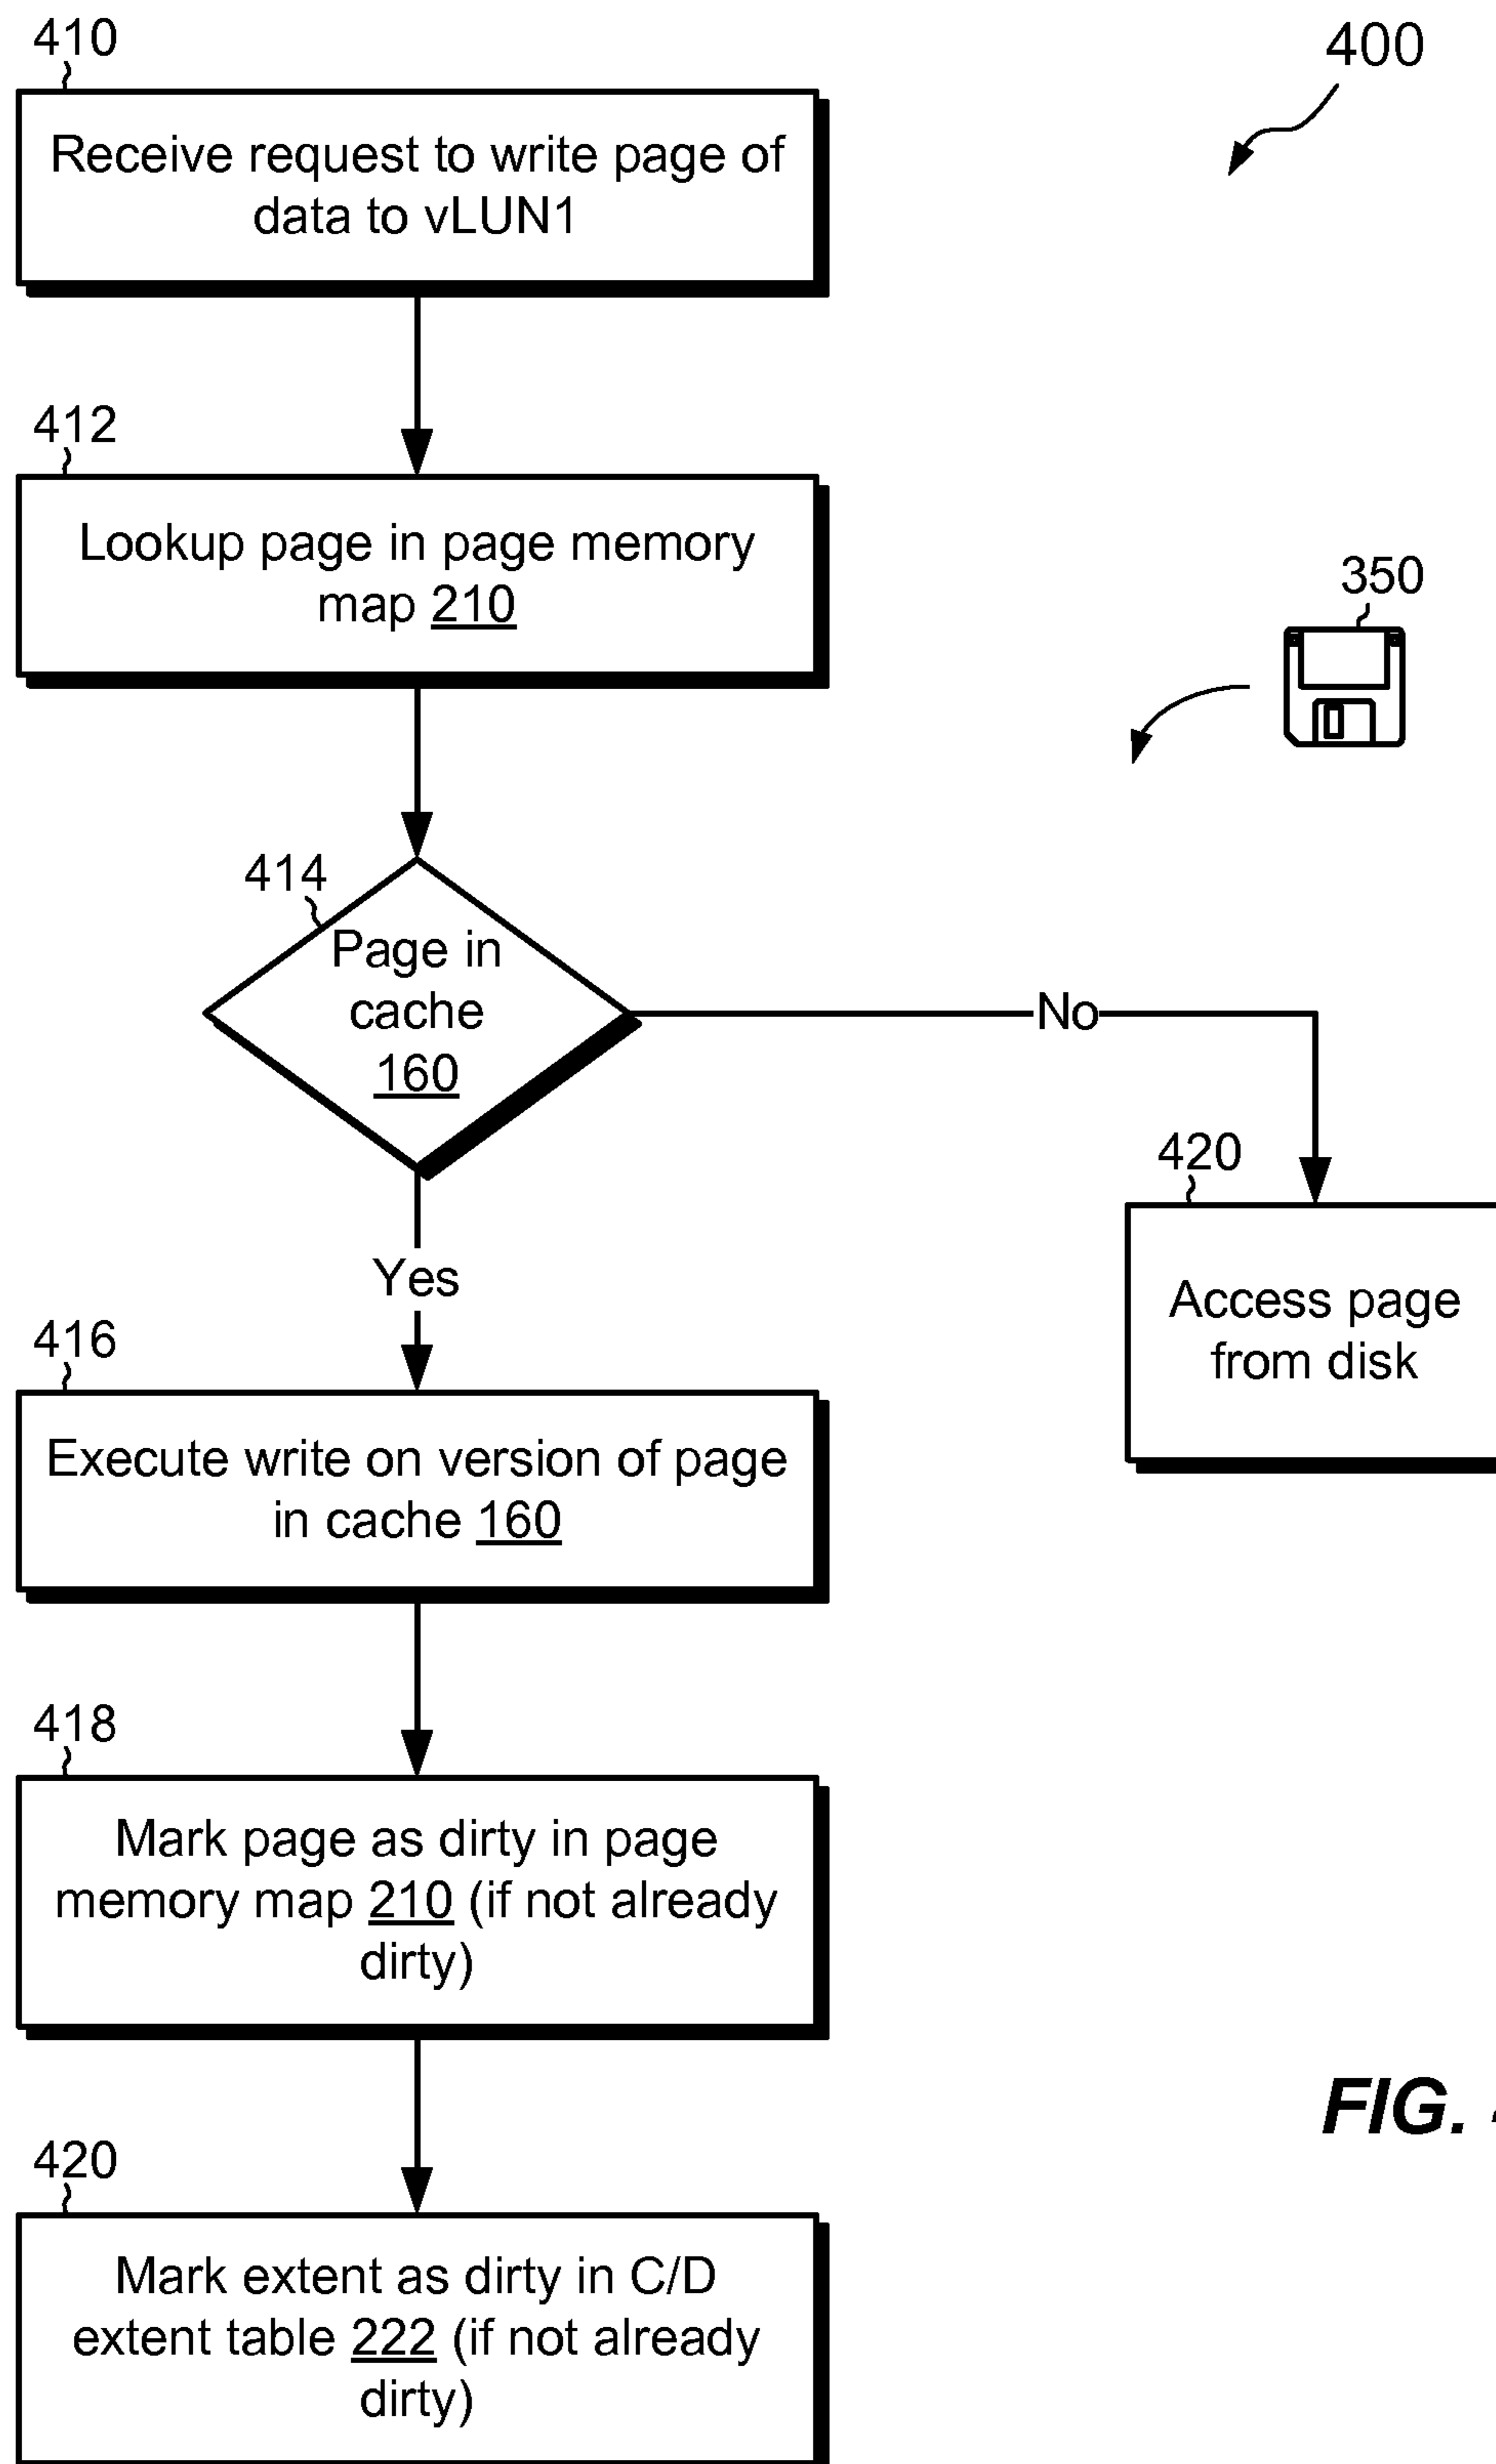 410
400
Receive request to write page of
data to vLUN1
412
Lookup page in page memory
map 210
350
414
Page in
cache
160
No
Yes
420
Access page
from disk
416
Execute write on version of page
in cache 160
418
Mark page as dirty in page
memory map 210 (if not already
dirty)
FIG.
420
Mark extent as dirty in C/D
extent table 222 (if not already
dirty)